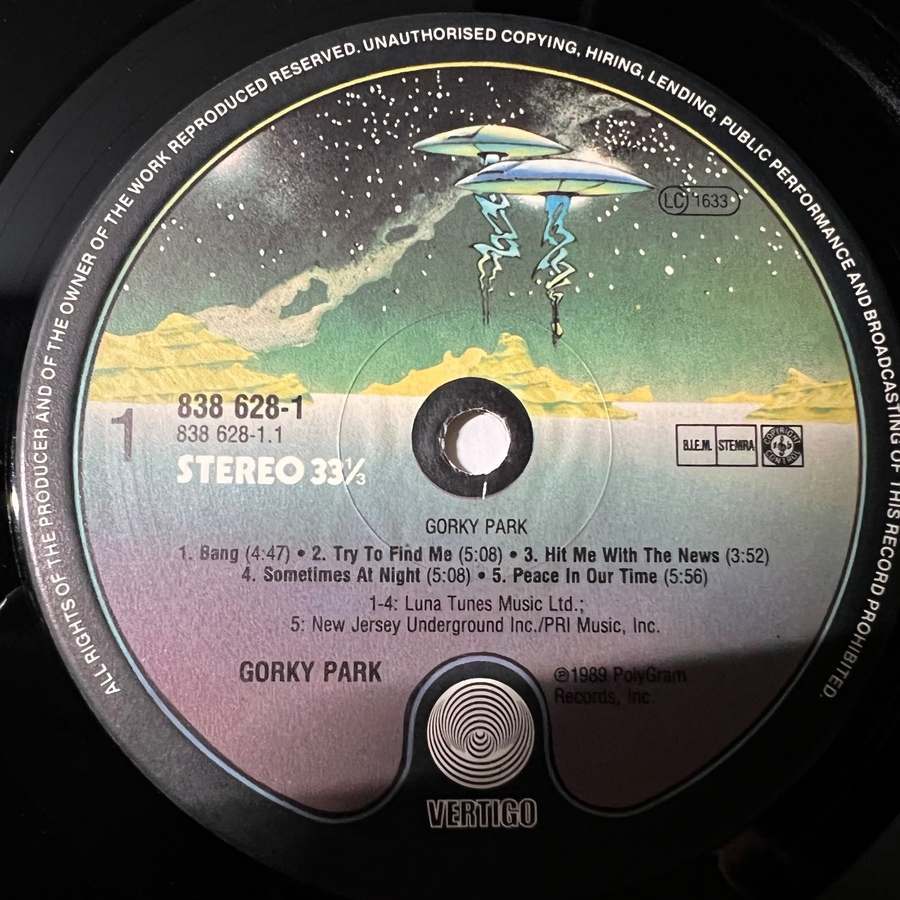 ALL RIGHTS OF THE PRODUCER AND OF THE OWNER OF THE WORK REPRODUCED RESERVED. UNAUTHORISED COPYING, HIRING, LENDING, PUBLIC PERFORMANCE AND BROADCASTING OF THIS RECORD PROHIBITED.
LC 1633
1
838 628-1
838 628-1.1
STEREO 33⅓
B.I.E.M. STEMRA COPYRIGHT CONTROL
GORKY PARK
1. Bang (4:47) • 2. Try To Find Me (5:08) • 3. Hit Me With The News (3:52)
4. Sometimes At Night (5:08) • 5. Peace In Our Time (5:56)
1-4: Luna Tunes Music Ltd.;
5: New Jersey Underground Inc./PRI Music, Inc.
GORKY PARK
℗1989 PolyGram
Records, Inc.
VERTIGO